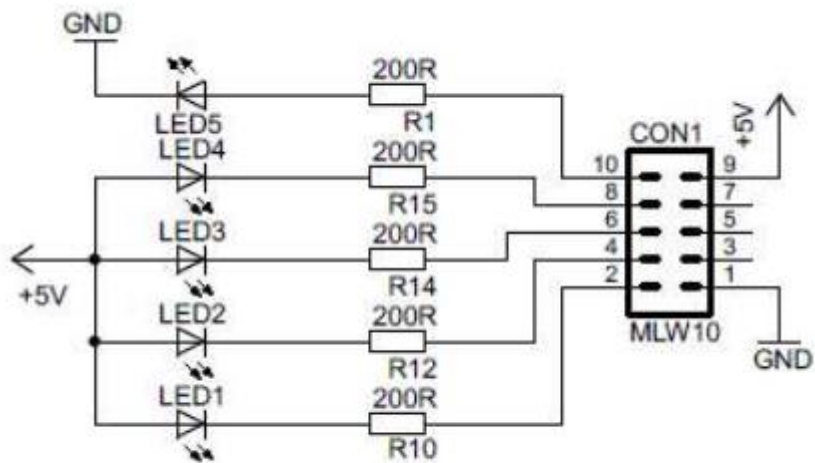 GND
200R
LED5
R1
CON1
+5V
LED4
200R
10
9
R15
8
7
LED3
200R
6
5
+5V
R14
4
3
LED2
200R
2
1
R12
MLW10
GND
LED1
200R
R10